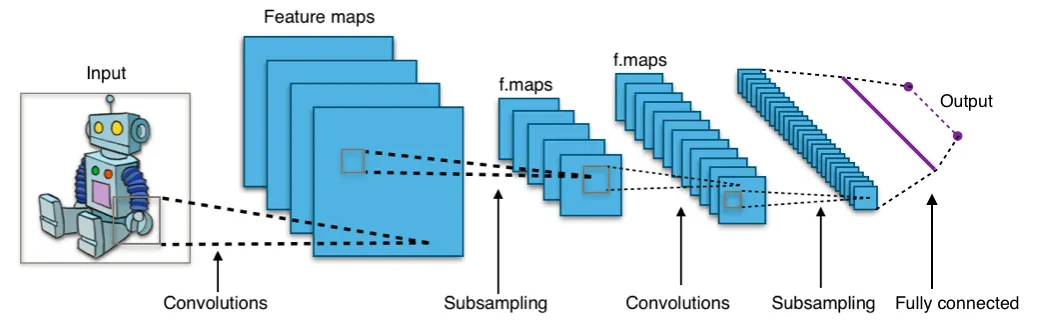 Feature maps
Input
f.maps
f.maps
Output
Convolutions
Subsampling
Convolutions
Subsampling
Fully connected